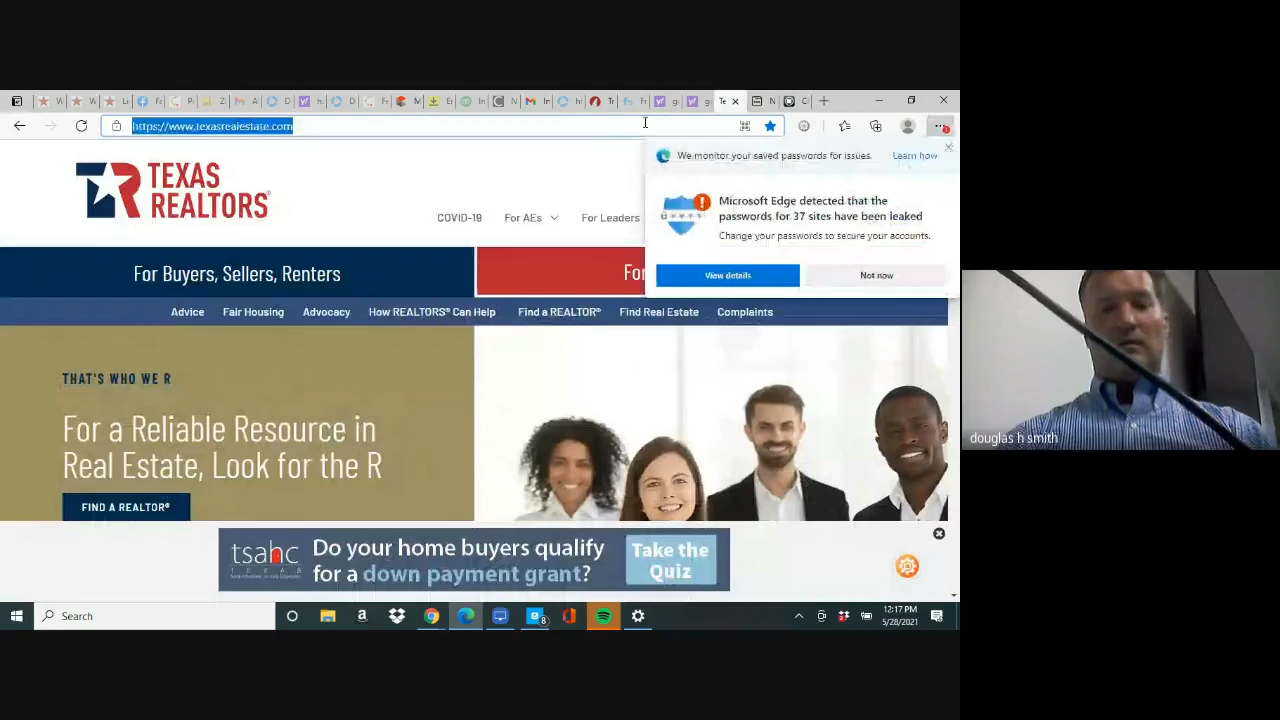 https://www.texasrealestate.com
We monitor your saved passwords for issues.
Learn how
TEXAS
REALTORS®
Microsoft Edge detected that the
passwords for 37 sites have been leaked
Change your passwords to secure your accounts.
View details
Not now
COVID-19
For AEs
For Leaders
For Buyers, Sellers, Renters
For
Advice
Fair Housing
Advocacy
How REALTORS® Can Help
Find a REALTOR®
Find Real Estate
Complaints
THAT'S WHO WE R
For a Reliable Resource in
Real Estate, Look for the R
FIND A REALTOR®
tsahc
TEXAS
Do your home buyers qualify
for a down payment grant?
Take the
Quiz
douglas h smith
Search
8
12:17 PM
5/28/2021